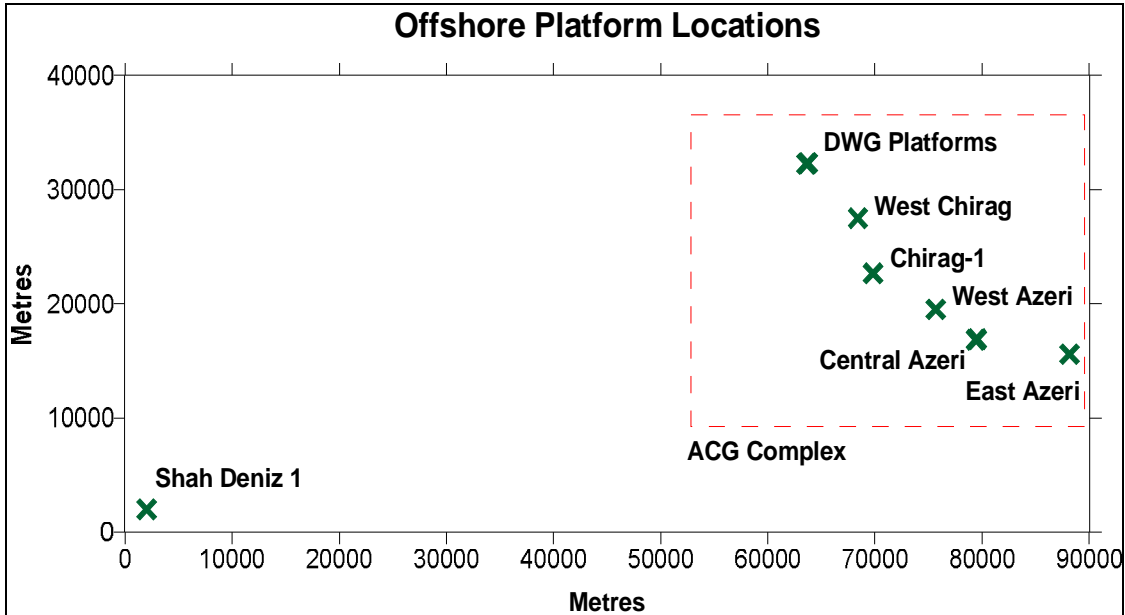 Offshore Platform Locations
40000
30000
20000
10000
0
Metres
DWG Platforms
West Chirag
Chirag-1
West Azeri
Central Azeri
East Azeri
ACG Complex
Shah Deniz 1
0 10000 20000 30000 40000 50000 60000 70000 80000 90000
Metres